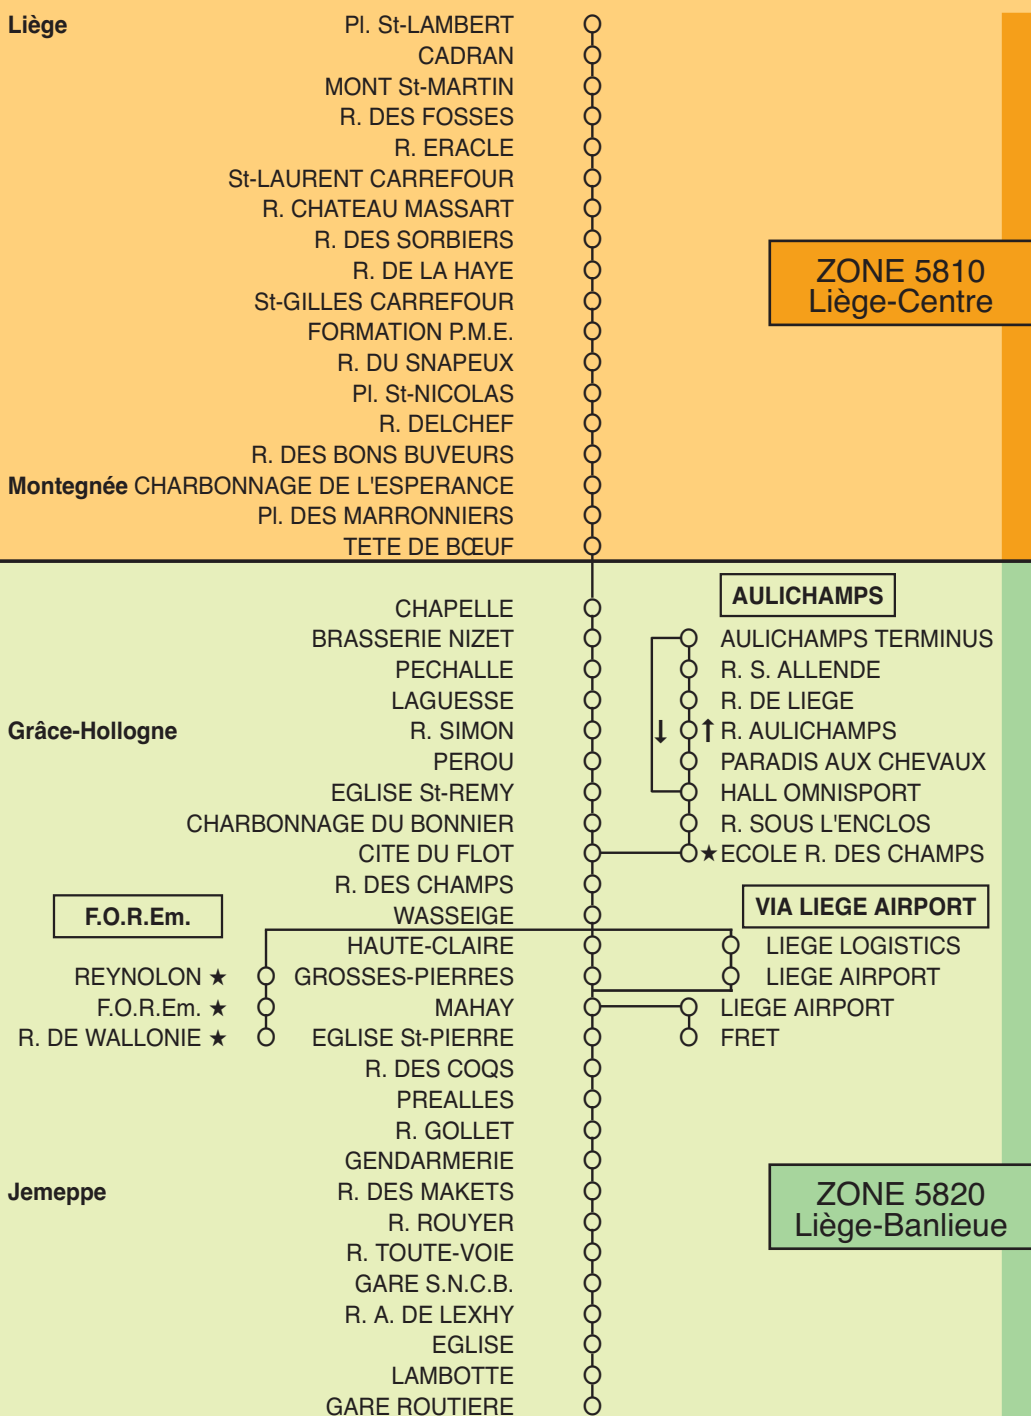 Liège Pl. St-LAMBERT
CADRAN
MONT St-MARTIN
R. DES FOSSES
R. ERACLE
St-LAURENT CARREFOUR
R. CHATEAU MASSART
R. DES SORBIERS
R. DE LA HAYE
St-GILLES CARREFOUR
FORMATION P.M.E.
R. DU SNAPEUX
Pl. St-NICOLAS
R. DELCHEF
R. DES BONS BUVEURS
Montegnée CHARBONNAGE DE L'ESPERANCE
Pl. DES MARRONNIERS
TETE DE BŒUF
ZONE 5810
Liège-Centre
CHAPELLE
BRASSERIE NIZET
PECHALLE
LAGUESSE
Grâce-Hollogne R. SIMON
PEROU
EGLISE St-REMY
CHARBONNAGE DU BONNIER
CITE DU FLOT
R. DES CHAMPS
WASSEIGE
HAUTE-CLAIRE
GROSSES-PIERRES
MAHAY
EGLISE St-PIERRE
R. DES COQS
PREALLES
R. GOLLET
GENDARMERIE
Jemeppe R. DES MAKETS
R. ROUYER
R. TOUTE-VOIE
GARE S.N.C.B.
R. A. DE LEXHY
EGLISE
LAMBOTTE
GARE ROUTIERE
AULICHAMPS
AULICHAMPS TERMINUS
R. S. ALLENDE
R. DE LIEGE
↓ ↑ R. AULICHAMPS
PARADIS AUX CHEVAUX
HALL OMNISPORT
R. SOUS L'ENCLOS
★ ECOLE R. DES CHAMPS
F.O.R.Em.
REYNOLON ★
F.O.R.Em. ★
R. DE WALLONIE ★
VIA LIEGE AIRPORT
LIEGE LOGISTICS
LIEGE AIRPORT
LIEGE AIRPORT
FRET
ZONE 5820
Liège-Banlieue